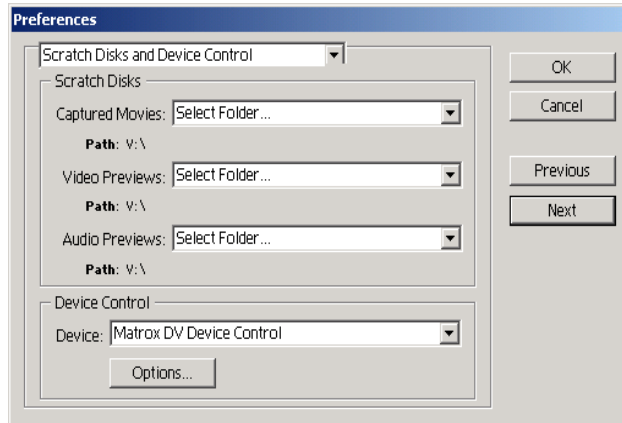 Preferences
Scratch Disks and Device Control
OK
Scratch Disks
Captured Movies: Select Folder...
Cancel
Path: V:\
Video Previews: Select Folder...
Previous
Path: V:\
Next
Audio Previews: Select Folder...
Path: V:\
Device Control
Device: Matrox DV Device Control
Options...